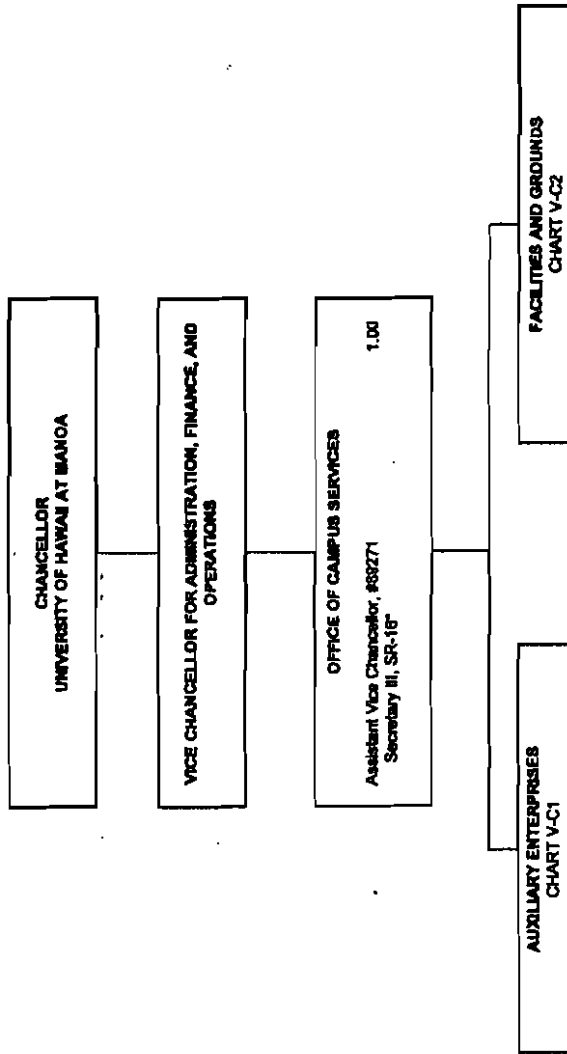 CHANCELLOR
UNIVERSITY OF HAWAII AT MANOA
VICE CHANCELLOR FOR ADMINISTRATION, FINANCE, AND
OPERATIONS
OFFICE OF CAMPUS SERVICES
Assistant Vice Chancellor, #89271 1.00
Secretary III, SR-16*
AUXILIARY ENTERPRISES
CHART V-C1
FACILITIES AND GROUNDS
CHART V-C2